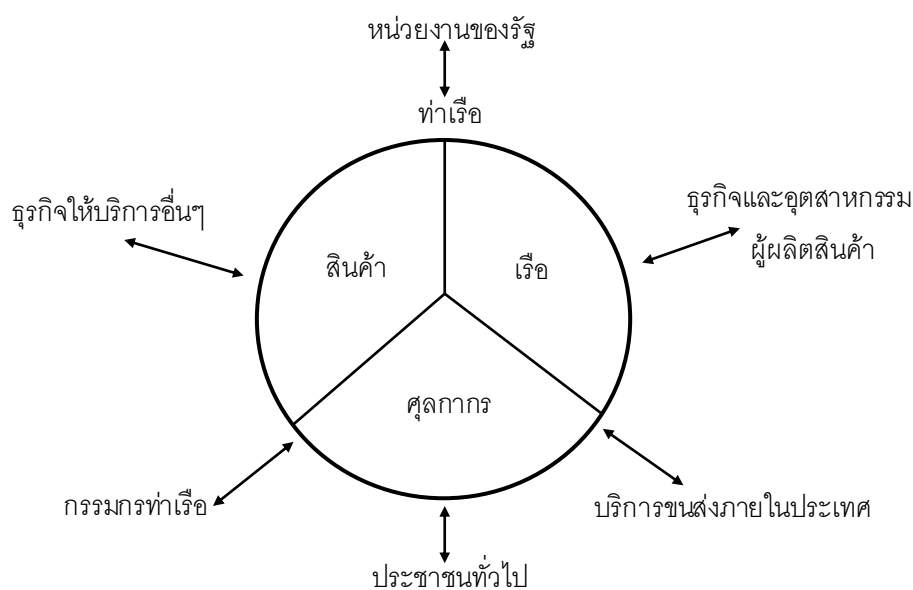 หน่วยงานของรัฐ
ท่าเรือ
ธุรกิจให้บริการอื่นๆ
ธุรกิจและอุตสาหกรรม
ผู้ผลิตสินค้า
สินค้า
เรือ
ศุลกากร
กรรมกรท่าเรือ
บริการขนส่งภายในประเทศ
ประชาชนทั่วไป